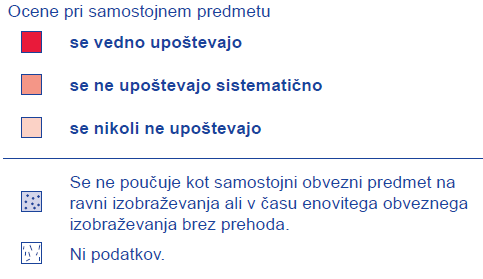 Ocene pri samostojnem predmetu
se vedno upoštevajo
se ne upoštevajo sistematično
se nikoli ne upoštevajo
Se ne poučuje kot samostojni obvezni predmet na
ravni izobraževanja ali v času enovitega obveznega
izobraževanja brez prehoda.
Ni podatkov.